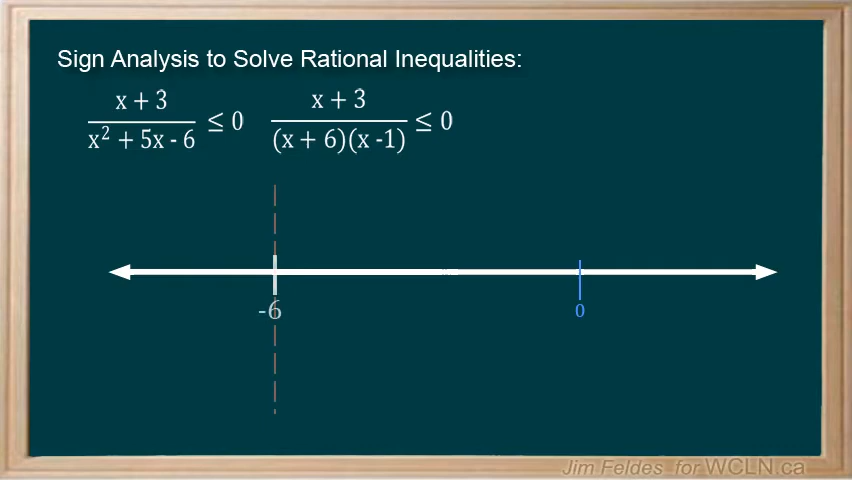 Sign Analysis to Solve Rational Inequalities:
x + 3 / x² + 5x - 6 ≤ 0   x + 3 / (x + 6)(x -1) ≤ 0
-6   0
Jim Feldes for WCLN.ca